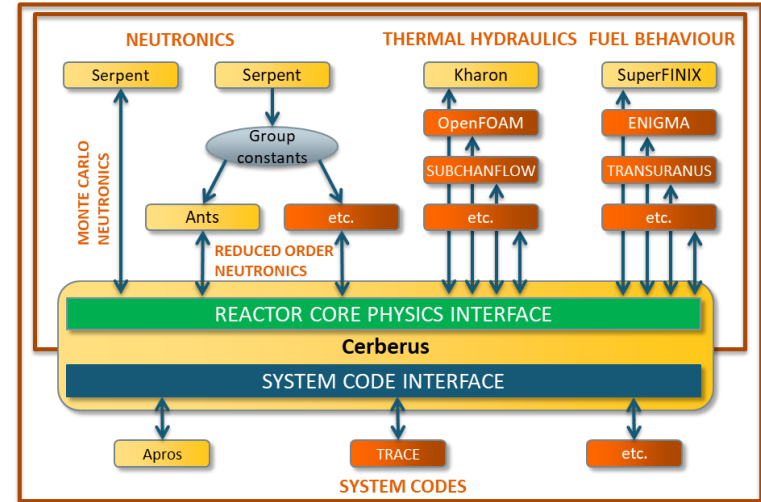 NEUTRONICS
THERMAL HYDRAULICS
FUEL BEHAVIOUR
Serpent
Serpent
Kharon
SuperFINIX
OpenFOAM
ENIGMA
Group
constants
SUBCHANFLOW
TRANSURANUS
MONTE CARLO
NEUTRONICS
Ants
etc.
etc.
etc.
REDUCED ORDER
NEUTRONICS
REACTOR CORE PHYSICS INTERFACE
Cerberus
SYSTEM CODE INTERFACE
Apros
TRACE
etc.
SYSTEM CODES